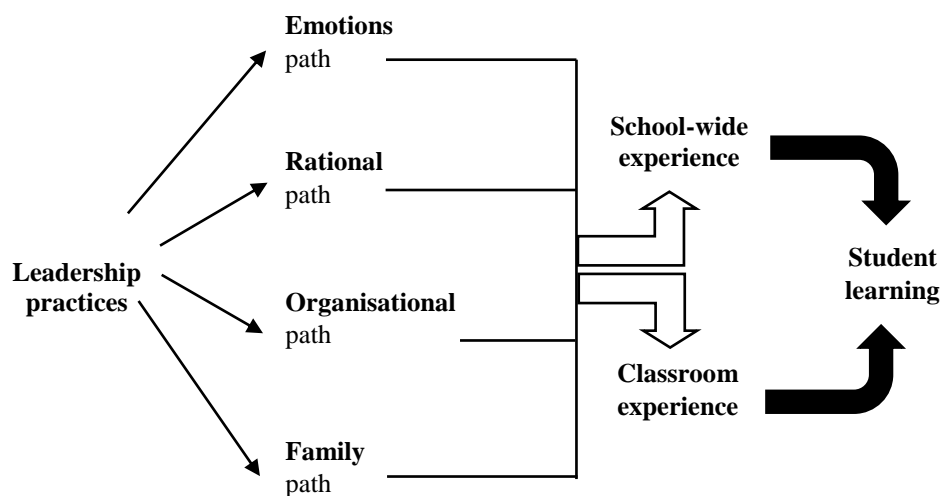 Emotions
path
Rational
path
Leadership
practices
Organisational
path
Family
path
School-wide
experience
Classroom
experience
Student
learning